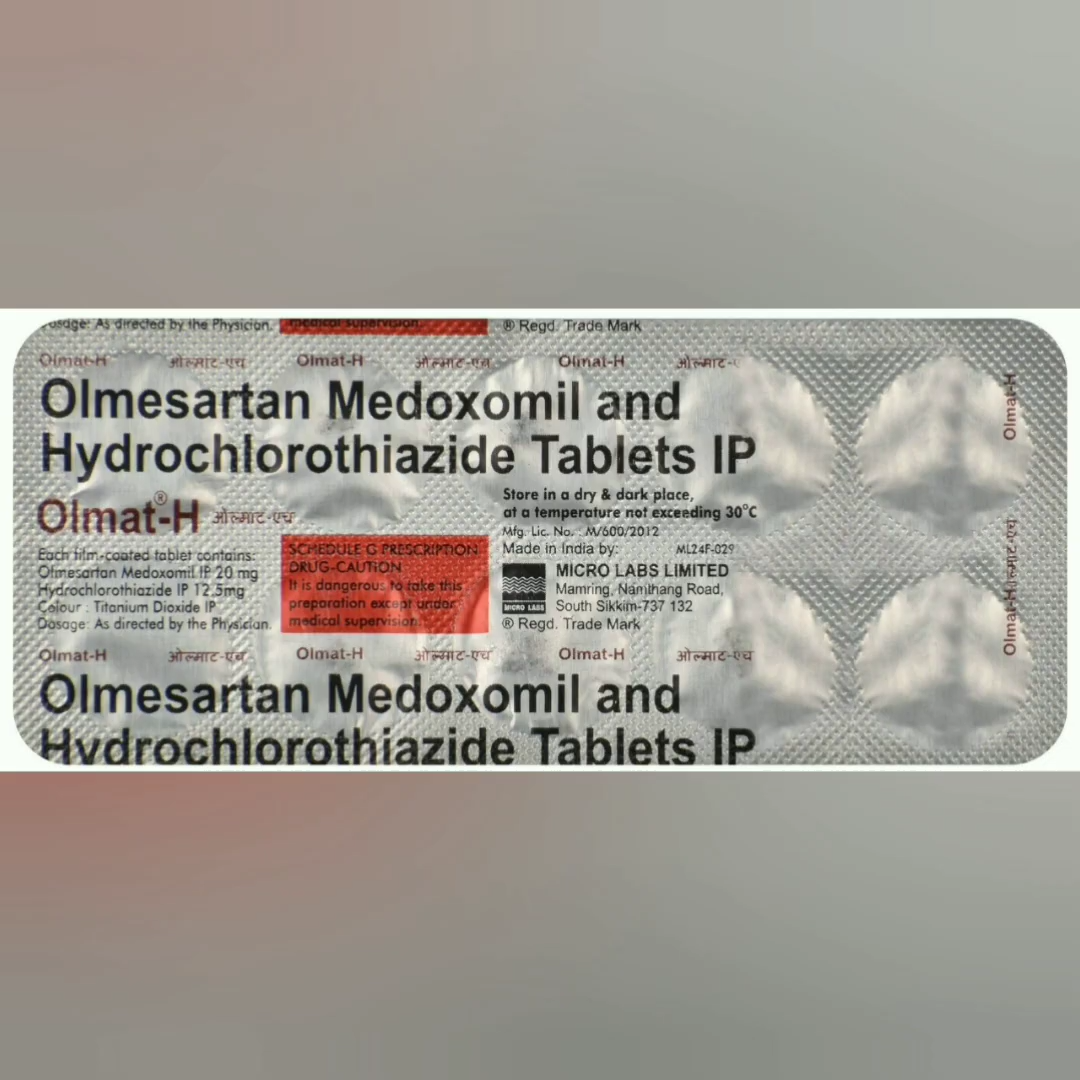 Dosage: As directed by the Physician.
medical supervision.
® Regd. Trade Mark
Olmat-H ओल्माट-एच Olmat-H ओल्माट-एच Olmat-H
Olmesartan Medoxomil and
Hydrochlorothiazide Tablets IP
Olmat®-H ओल्माट-एच
Each film-coated tablet contains:
Olmesartan Medoxomil IP 20 mg
Hydrochlorothiazide IP 12.5mg
Colour : Titanium Dioxide IP
Dosage: As directed by the Physician.
SCHEDULE G PRESCRIPTION
DRUG-CAUTION
It is dangerous to take this
preparation except under
medical supervision.
Store in a dry & dark place,
at a temperature not exceeding 30°C
Mfg. Lic. No. : M/600/2012
Made in India by: ML24F-029
MICRO LABS
MICRO LABS LIMITED
Mamring, Namthang Road,
South Sikkim-737 132
® Regd. Trade Mark
Olmat-H ओल्माट-एच Olmat-H ओल्माट-एच Olmat-H ओल्माट-एच
Olmesartan Medoxomil and
Hydrochlorothiazide Tablets IP
Olmat-H
ओल्माट-एच
Olmat-H